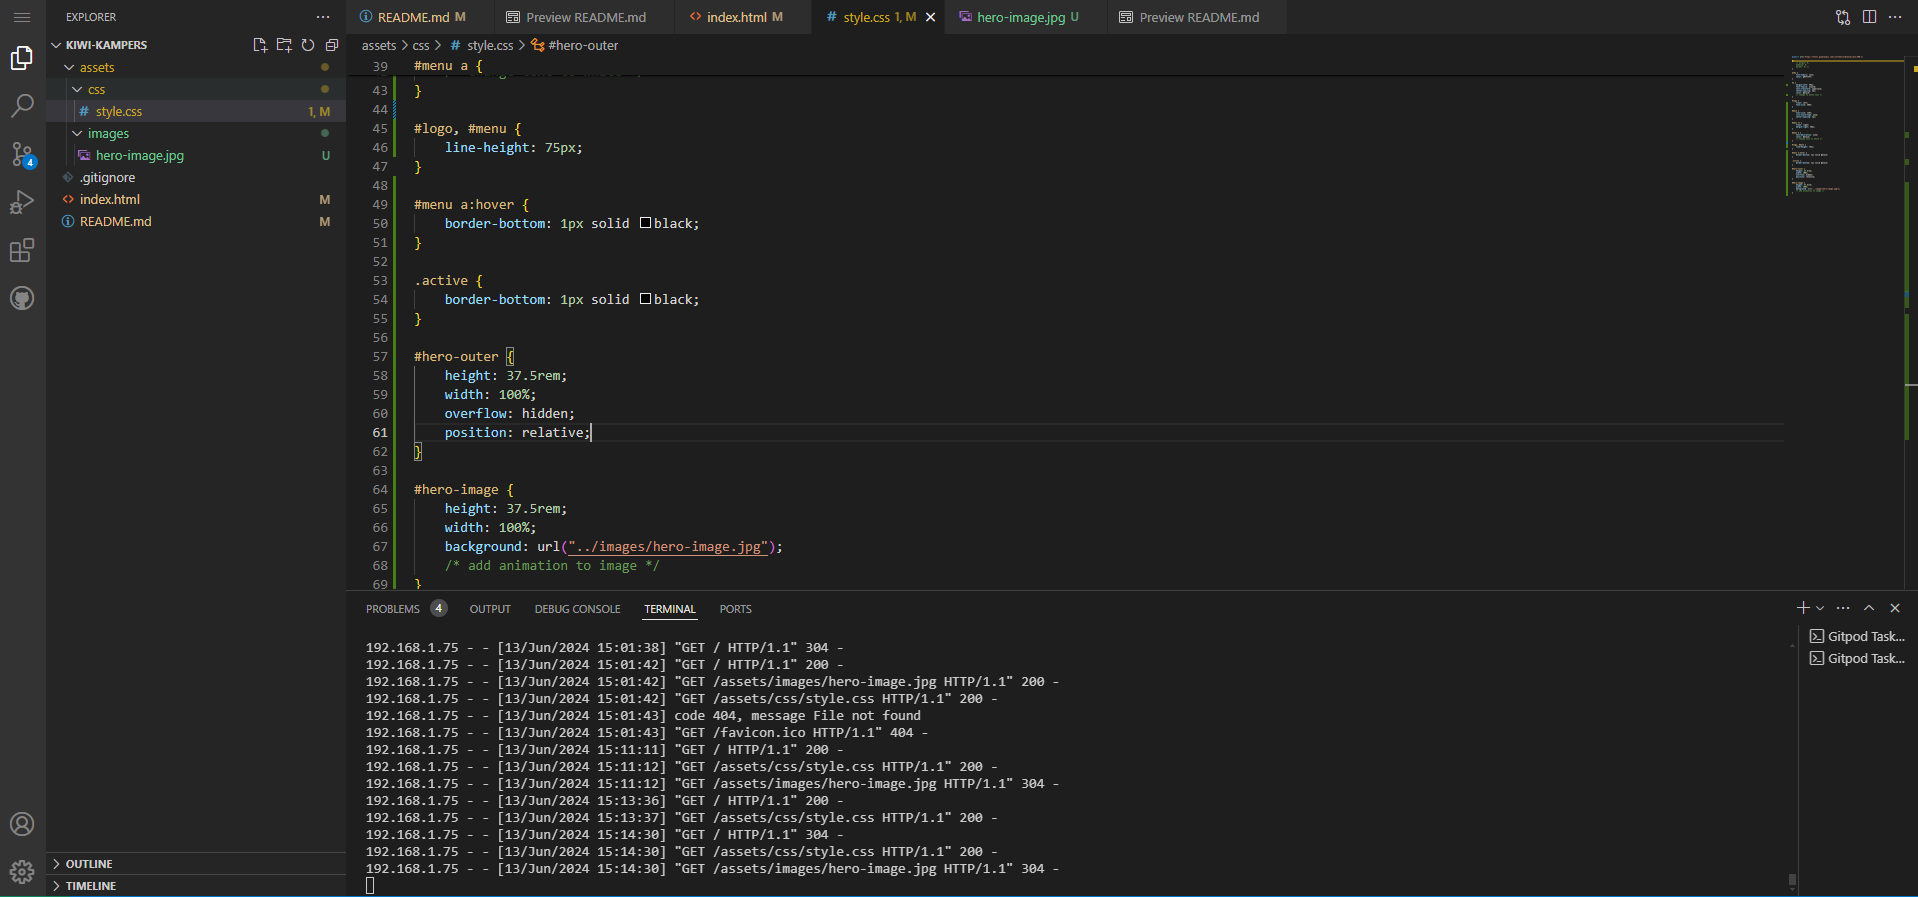 EXPLORER
README.md M
Preview README.md
index.html M
style.css 1, M
hero-image.jpg U
Preview README.md
KIWI-KAMPERS
assets
css
style.css 1, M
images
hero-image.jpg U
.gitignore
index.html M
README.md M
4
OUTLINE
TIMELINE
assets > css > # style.css > #hero-outer
39 #menu a {
43 }
44
45 #logo, #menu {
46 line-height: 75px;
47 }
48
49 #menu a:hover {
50 border-bottom: 1px solid black;
51 }
52
53 .active {
54 border-bottom: 1px solid black;
55 }
56
57 #hero-outer {
58 height: 37.5rem;
59 width: 100%;
60 overflow: hidden;
61 position: relative;
62 }
63
64 #hero-image {
65 height: 37.5rem;
66 width: 100%;
67 background: url("../images/hero-image.jpg");
68 /* add animation to image */
69 }
PROBLEMS 4 OUTPUT DEBUG CONSOLE TERMINAL PORTS
192.168.1.75 - - [13/Jun/2024 15:01:38] "GET / HTTP/1.1" 304 -
192.168.1.75 - - [13/Jun/2024 15:01:42] "GET / HTTP/1.1" 200 -
192.168.1.75 - - [13/Jun/2024 15:01:42] "GET /assets/images/hero-image.jpg HTTP/1.1" 200 -
192.168.1.75 - - [13/Jun/2024 15:01:42] "GET /assets/css/style.css HTTP/1.1" 200 -
192.168.1.75 - - [13/Jun/2024 15:01:43] code 404, message File not found
192.168.1.75 - - [13/Jun/2024 15:01:43] "GET /favicon.ico HTTP/1.1" 404 -
192.168.1.75 - - [13/Jun/2024 15:11:11] "GET / HTTP/1.1" 200 -
192.168.1.75 - - [13/Jun/2024 15:11:12] "GET /assets/css/style.css HTTP/1.1" 200 -
192.168.1.75 - - [13/Jun/2024 15:11:12] "GET /assets/images/hero-image.jpg HTTP/1.1" 304 -
192.168.1.75 - - [13/Jun/2024 15:13:36] "GET / HTTP/1.1" 200 -
192.168.1.75 - - [13/Jun/2024 15:13:37] "GET /assets/css/style.css HTTP/1.1" 200 -
192.168.1.75 - - [13/Jun/2024 15:14:30] "GET / HTTP/1.1" 304 -
192.168.1.75 - - [13/Jun/2024 15:14:30] "GET /assets/css/style.css HTTP/1.1" 200 -
192.168.1.75 - - [13/Jun/2024 15:14:30] "GET /assets/images/hero-image.jpg HTTP/1.1" 304 -
Gitpod Task...
Gitpod Task...